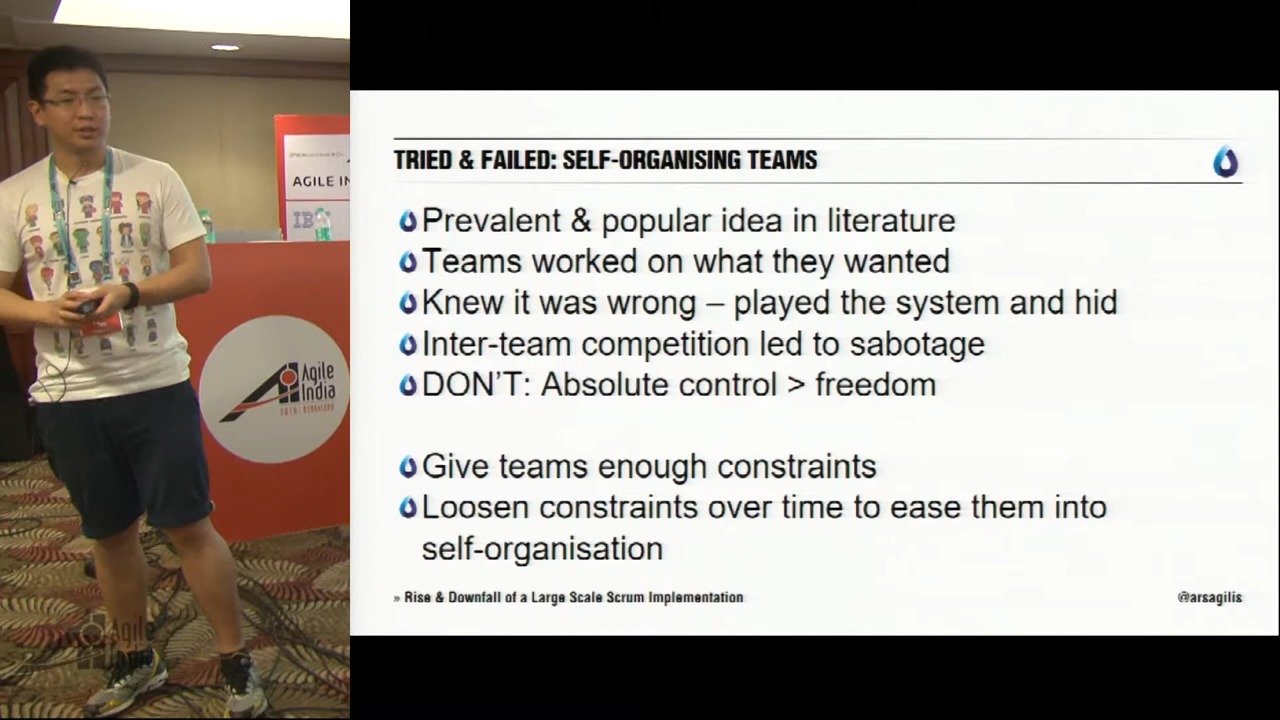 AGILE IN
IB
Agile
India
Agile
India
TRIED & FAILED: SELF-ORGANISING TEAMS
Prevalent & popular idea in literature
Teams worked on what they wanted
Knew it was wrong – played the system and hid
Inter-team competition led to sabotage
DON'T: Absolute control > freedom
Give teams enough constraints
Loosen constraints over time to ease them into
self-organisation
» Rise & Downfall of a Large Scale Scrum Implementation
@arsagilis